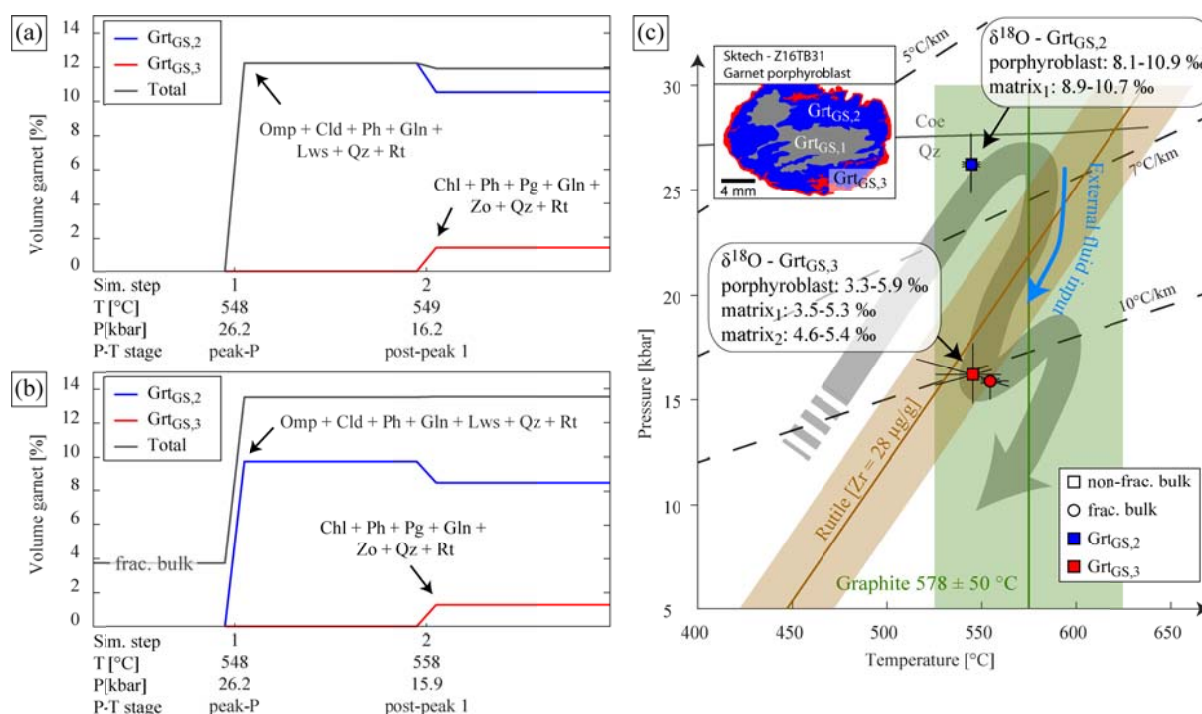 (a)
14
12
10
8
6
4
2
0
Volume garnet [%]
GrtGS,2
GrtGS,3
Total
Omp + Cld + Ph + Gln +
Lws + Qz + Rt
Chl + Ph + Pg + Gln +
Zo + Qz + Rt
Sim. step 1 2
T [°C] 548 549
P[kbar] 26.2 16.2
P-T stage peak-P post-peak 1
(b)
14
12
10
8
6
4
2
0
Volume garnet [%]
GrtGS,2
GrtGS,3
Total
Omp + Cld + Ph + Gln + Lws + Qz + Rt
frac. bulk
Chl + Ph + Pg + Gln +
Zo + Qz + Rt
Sim. step 1 2
T [°C] 548 558
P[kbar] 26.2 15.9
P-T stage peak-P post-peak 1
(c)
30
25
20
15
10
5
Pressure [kbar]
Sktech - Z16TB31
Garnet porphyroblast
GrtGS,2
GrtGS,1
GrtGS,3
4 mm
5°C/km
δ18O - GrtGS,2
porphyroblast: 8.1-10.9 ‰
matrix1: 8.9-10.7 ‰
Coe
Qz
7°C/km
External fluid input
δ18O - GrtGS,3
porphyroblast: 3.3-5.9 ‰
matrix1: 3.5-5.3 ‰
matrix2: 4.6-5.4 ‰
10°C/km
Rutile [Zr = 28 µg/g]
non-frac. bulk
frac. bulk
GrtGS,2
GrtGS,3
Graphite 578 ± 50 °C
400 450 500 550 600 650
Temperature [°C]